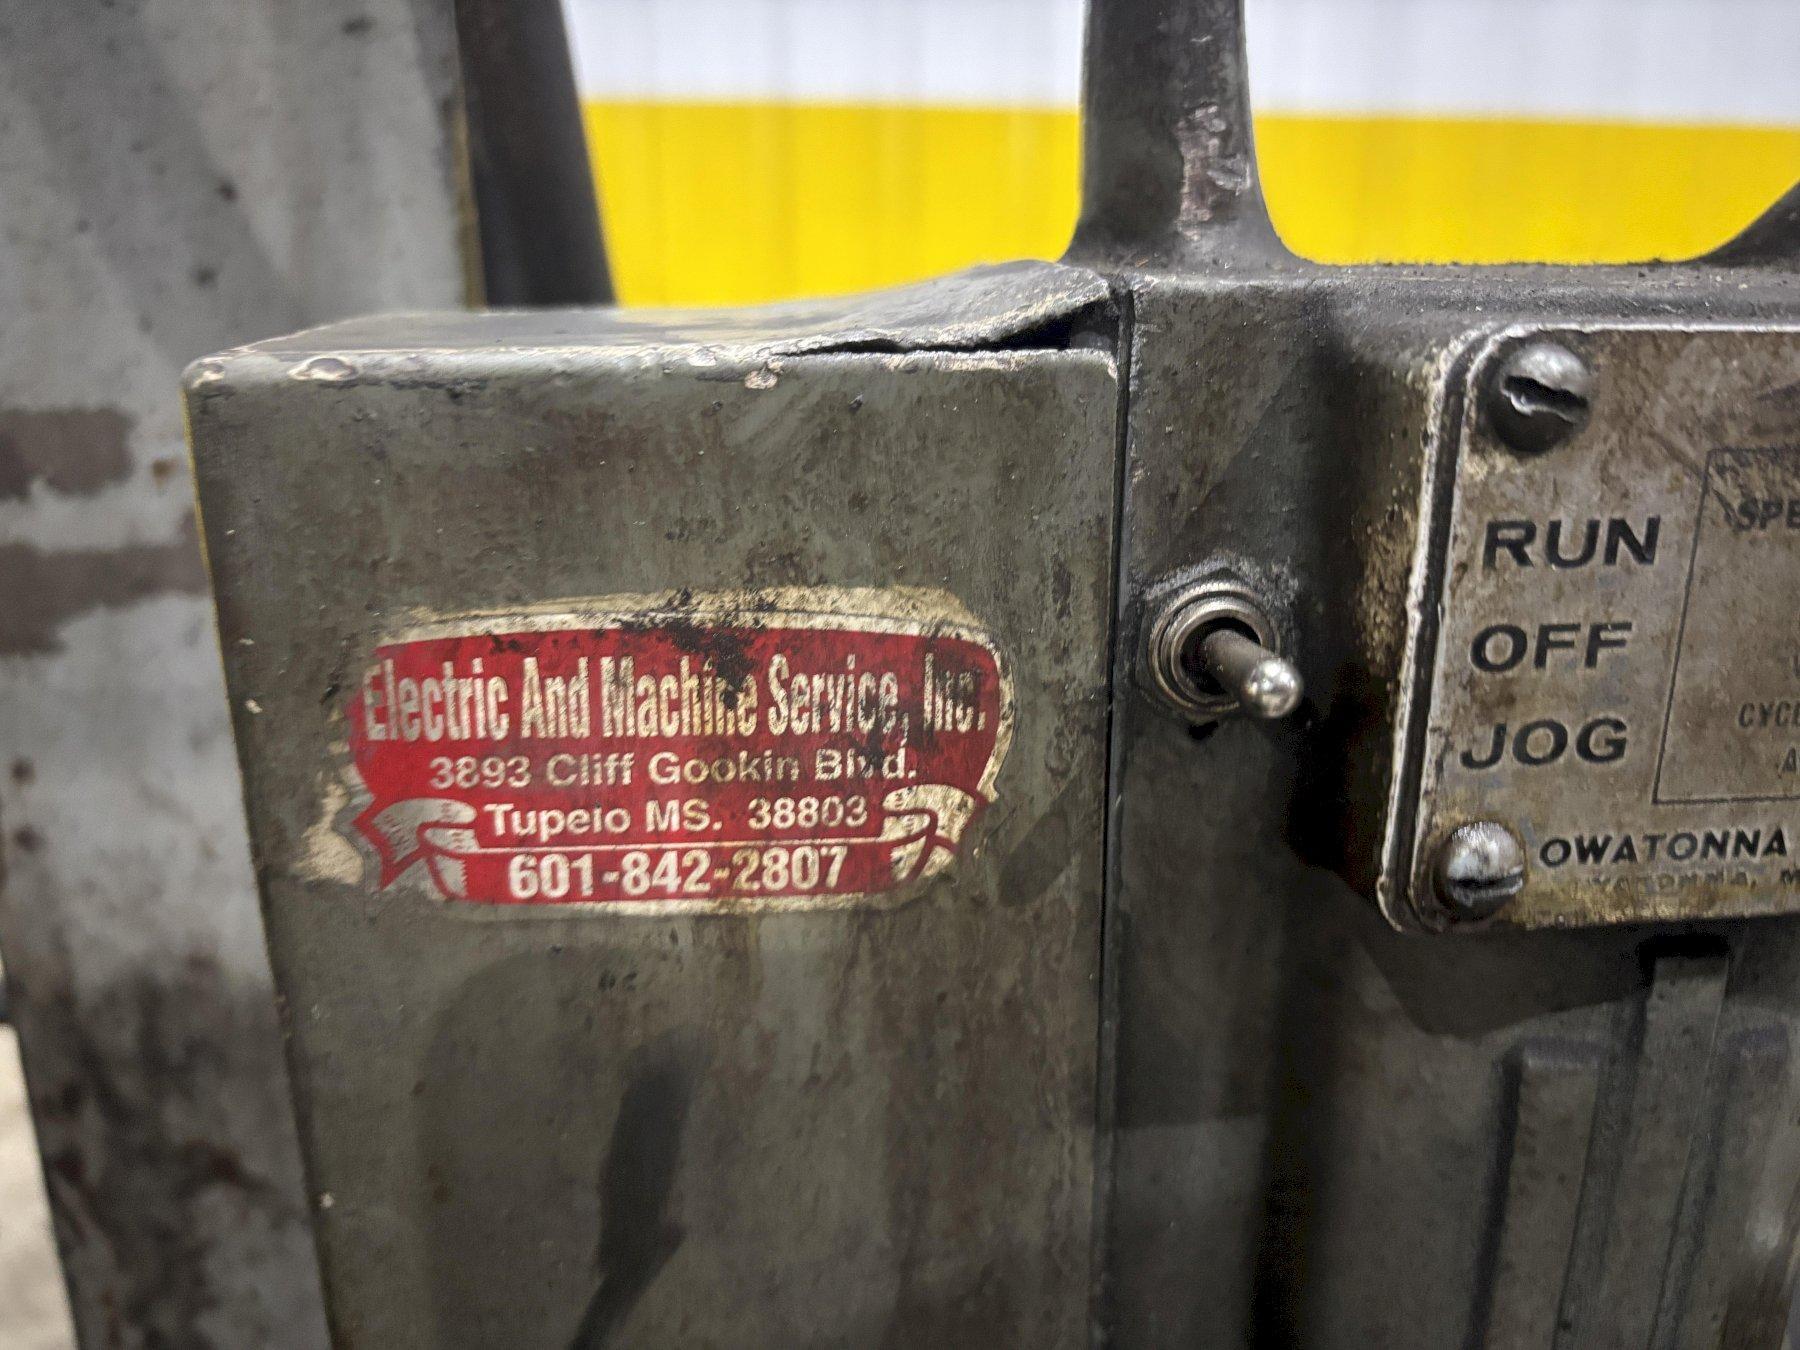 Electric And Machine Service, Inc.
3893 Cliff Gookin Blvd.
Tupelo MS. 38803
601-842-2807
RUN
OFF
JOG
OWATONNA